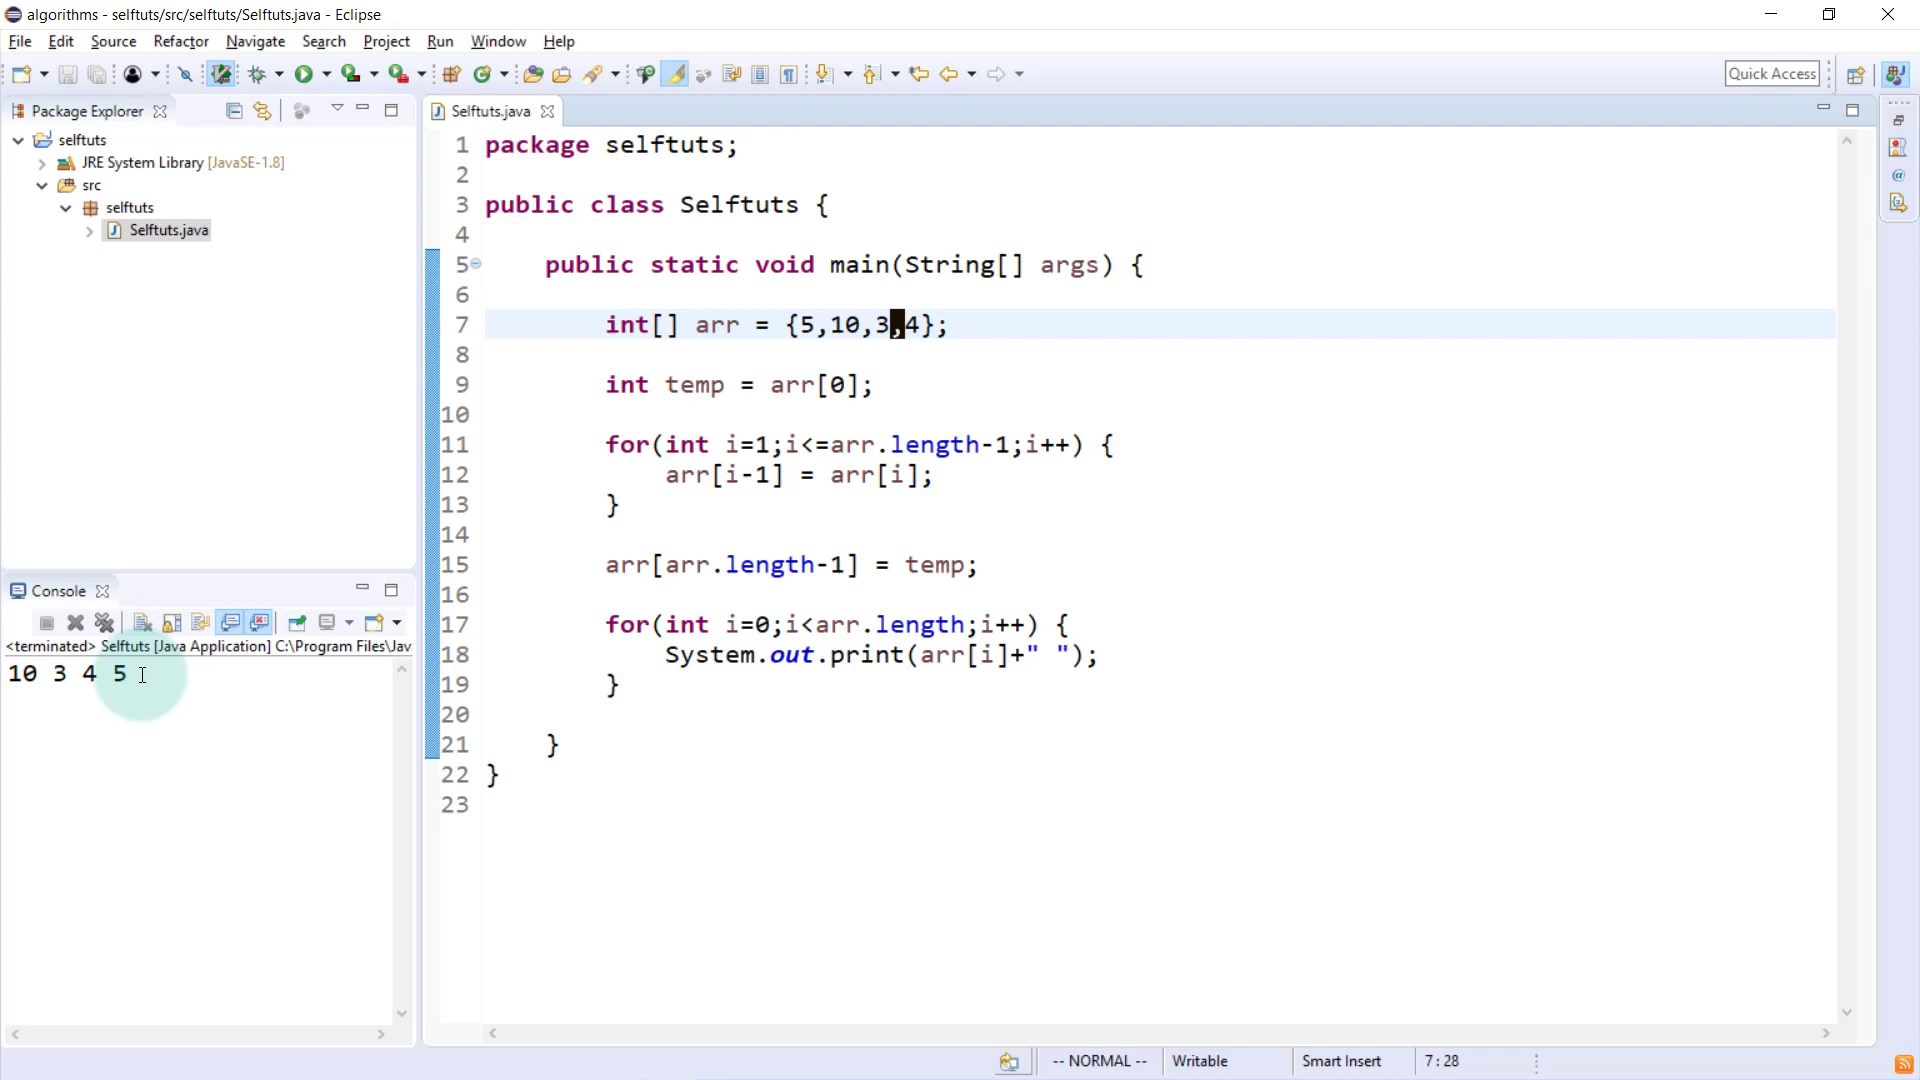 algorithms - selftuts/src/selftuts/Selftuts.java - Eclipse
File Edit Source Refactor Navigate Search Project Run Window Help
Quick Access
Package Explorer
selftuts
JRE System Library [JavaSE-1.8]
src
selftuts
Selftuts.java
Selftuts.java
1 package selftuts;
2
3 public class Selftuts {
4
5     public static void main(String[] args) {
6
7         int[] arr = {5,10,3,4};
8
9         int temp = arr[0];
10
11         for(int i=1;i<=arr.length-1;i++) {
12             arr[i-1] = arr[i];
13         }
14
15         arr[arr.length-1] = temp;
16
17         for(int i=0;i<arr.length;i++) {
18             System.out.print(arr[i]+" ");
19         }
20
21     }
22 }
23
Console
<terminated> Selftuts [Java Application] C:\Program Files\Jav
10 3 4 5
-- NORMAL -- Writable Smart Insert 7 : 28